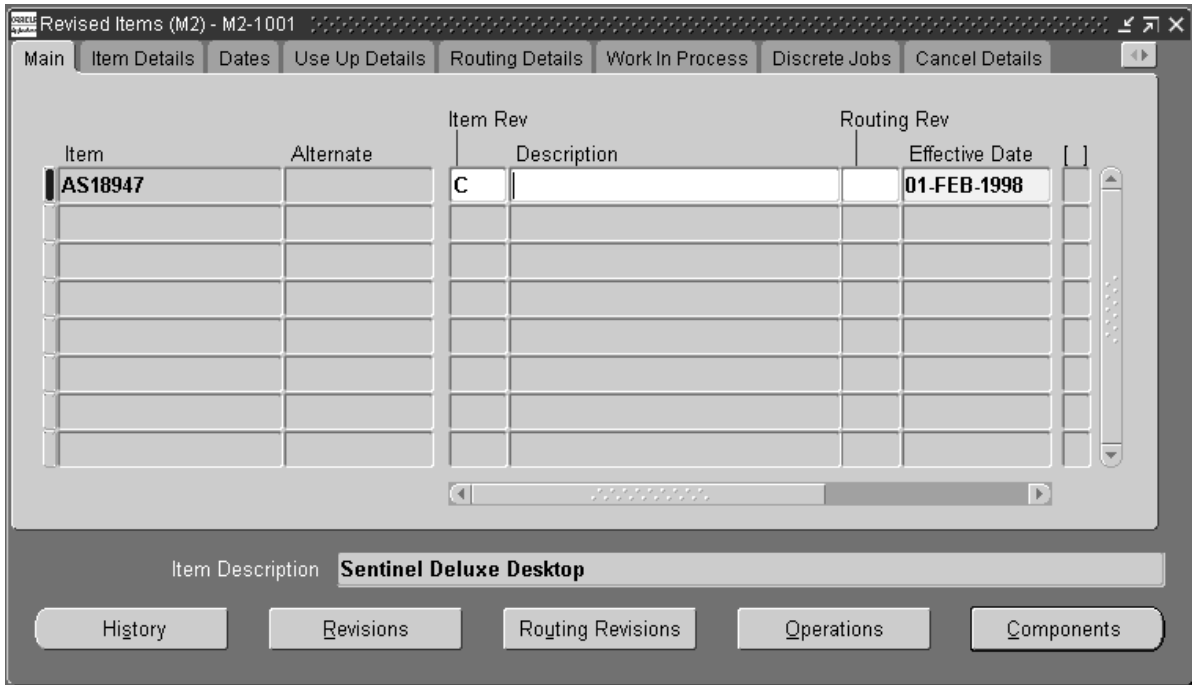 Revised Items (M2) - M2-1001
Main Item Details Dates Use Up Details Routing Details Work In Process Discrete Jobs Cancel Details
Item Rev Routing Rev
Item Alternate Description Effective Date [ ]
AS18947 C 01-FEB-1998
Item Description Sentinel Deluxe Desktop
History Revisions Routing Revisions Operations Components